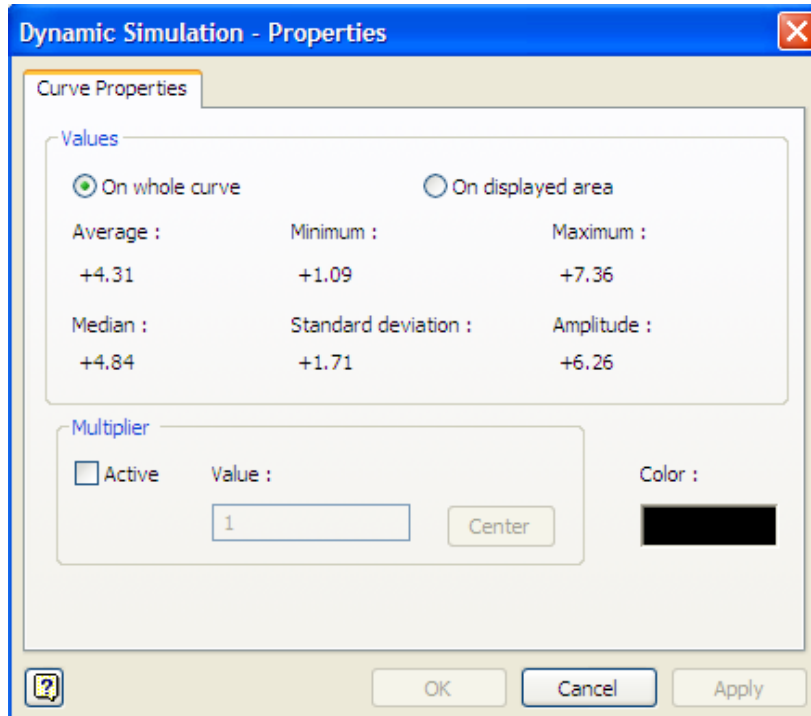 Dynamic Simulation - Properties
Curve Properties
Values
On whole curve
On displayed area
Average :
Minimum :
Maximum :
+4.31
+1.09
+7.36
Median :
Standard deviation :
Amplitude :
+4.84
+1.71
+6.26
Multiplier
Active
Value :
Color :
1
Center
?
OK
Cancel
Apply